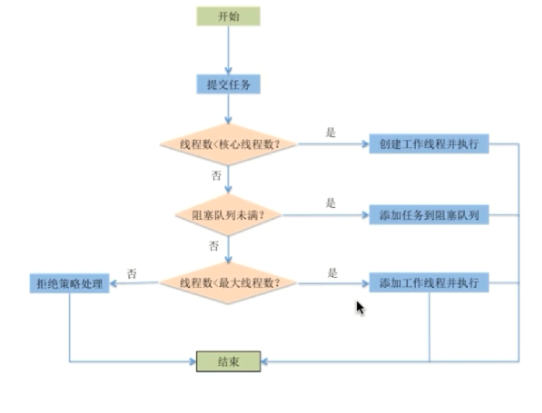 开始
提交任务
线程数<核心线程数?
是
创建工作线程并执行
否
阻塞队列未满?
是
添加任务到阻塞队列
否
线程数<最大线程数?
是
添加工作线程并执行
否
拒绝策略处理
结束